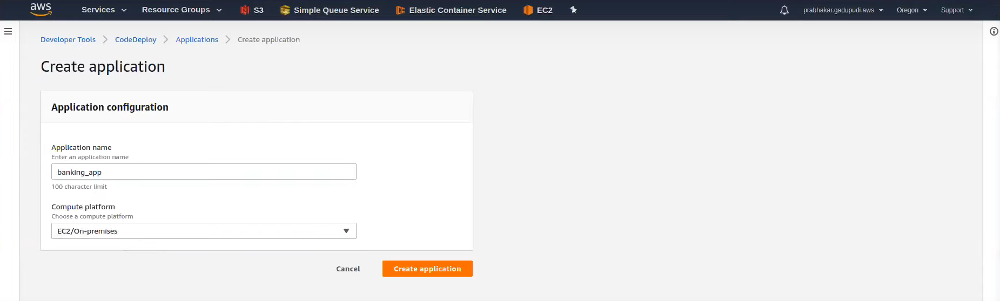 aws Services Resource Groups S3 Simple Queue Service Elastic Container Service EC2 prabhakar.gadupudi.aws Oregon Support
Developer Tools CodeDeploy Applications Create application
Create application
Application configuration
Application name
Enter an application name
banking_app
100 character limit
Compute platform
Choose a compute platform
EC2/On-premises
Cancel Create application